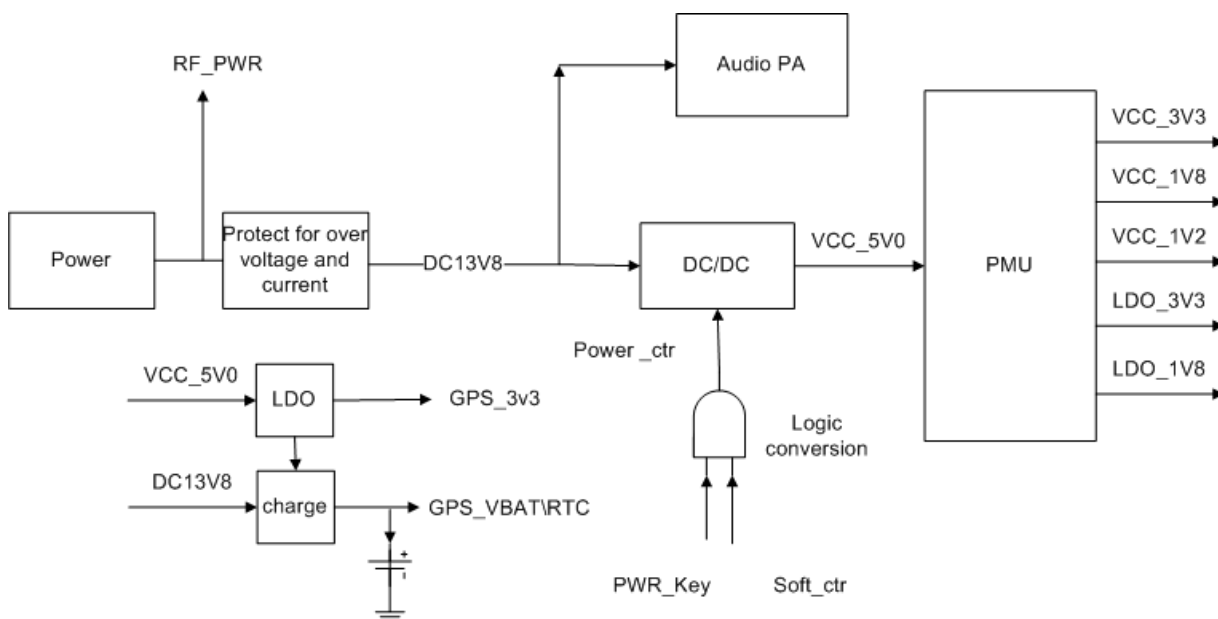 RF_PWR
Audio PA
VCC_3V3
VCC_1V8
VCC_1V2
LDO_3V3
LDO_1V8
Power
Protect for over
voltage and
current
DC13V8
DC/DC
VCC_5V0
PMU
Power _ctr
Logic
conversion
PWR_Key
Soft_ctr
VCC_5V0
LDO
GPS_3v3
DC13V8
charge
GPS_VBAT\RTC
+